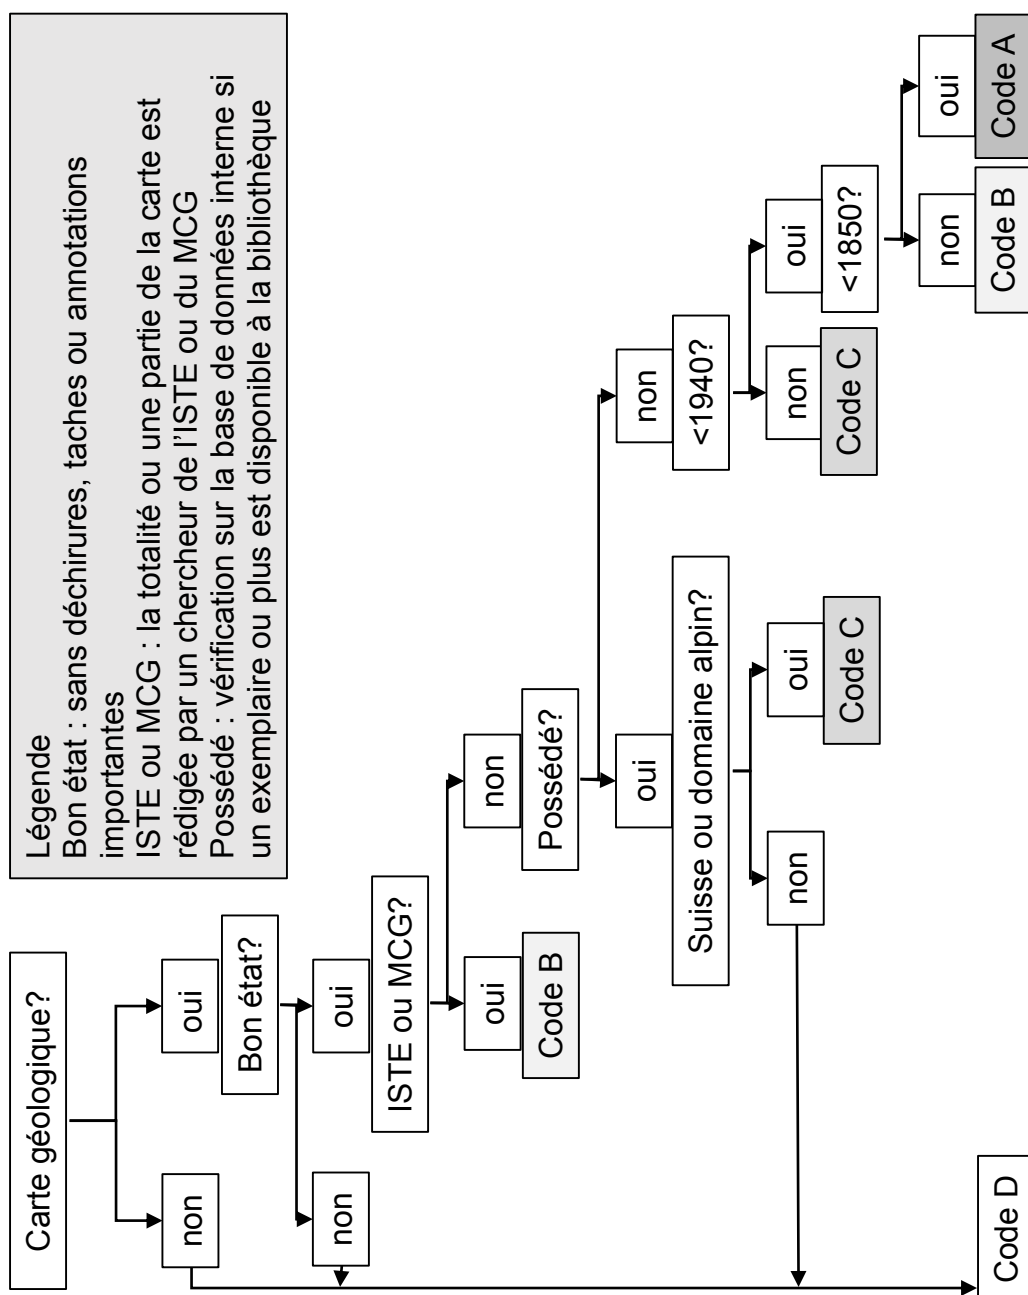 Légende
Bon état : sans déchirures, taches ou annotations
importantes
ISTE ou MCG : la totalité ou une partie de la carte est
rédigée par un chercheur de l'ISTE ou du MCG
Possédé : vérification sur la base de données interne si
un exemplaire ou plus est disponible à la bibliothèque
Carte géologique?
non
oui
Bon état?
non
oui
ISTE ou MCG?
oui
Code B
non
Possédé?
oui
Suisse ou domaine alpin?
non
oui
Code C
non
<1940?
non
Code C
oui
<1850?
non
Code B
oui
Code A
Code D